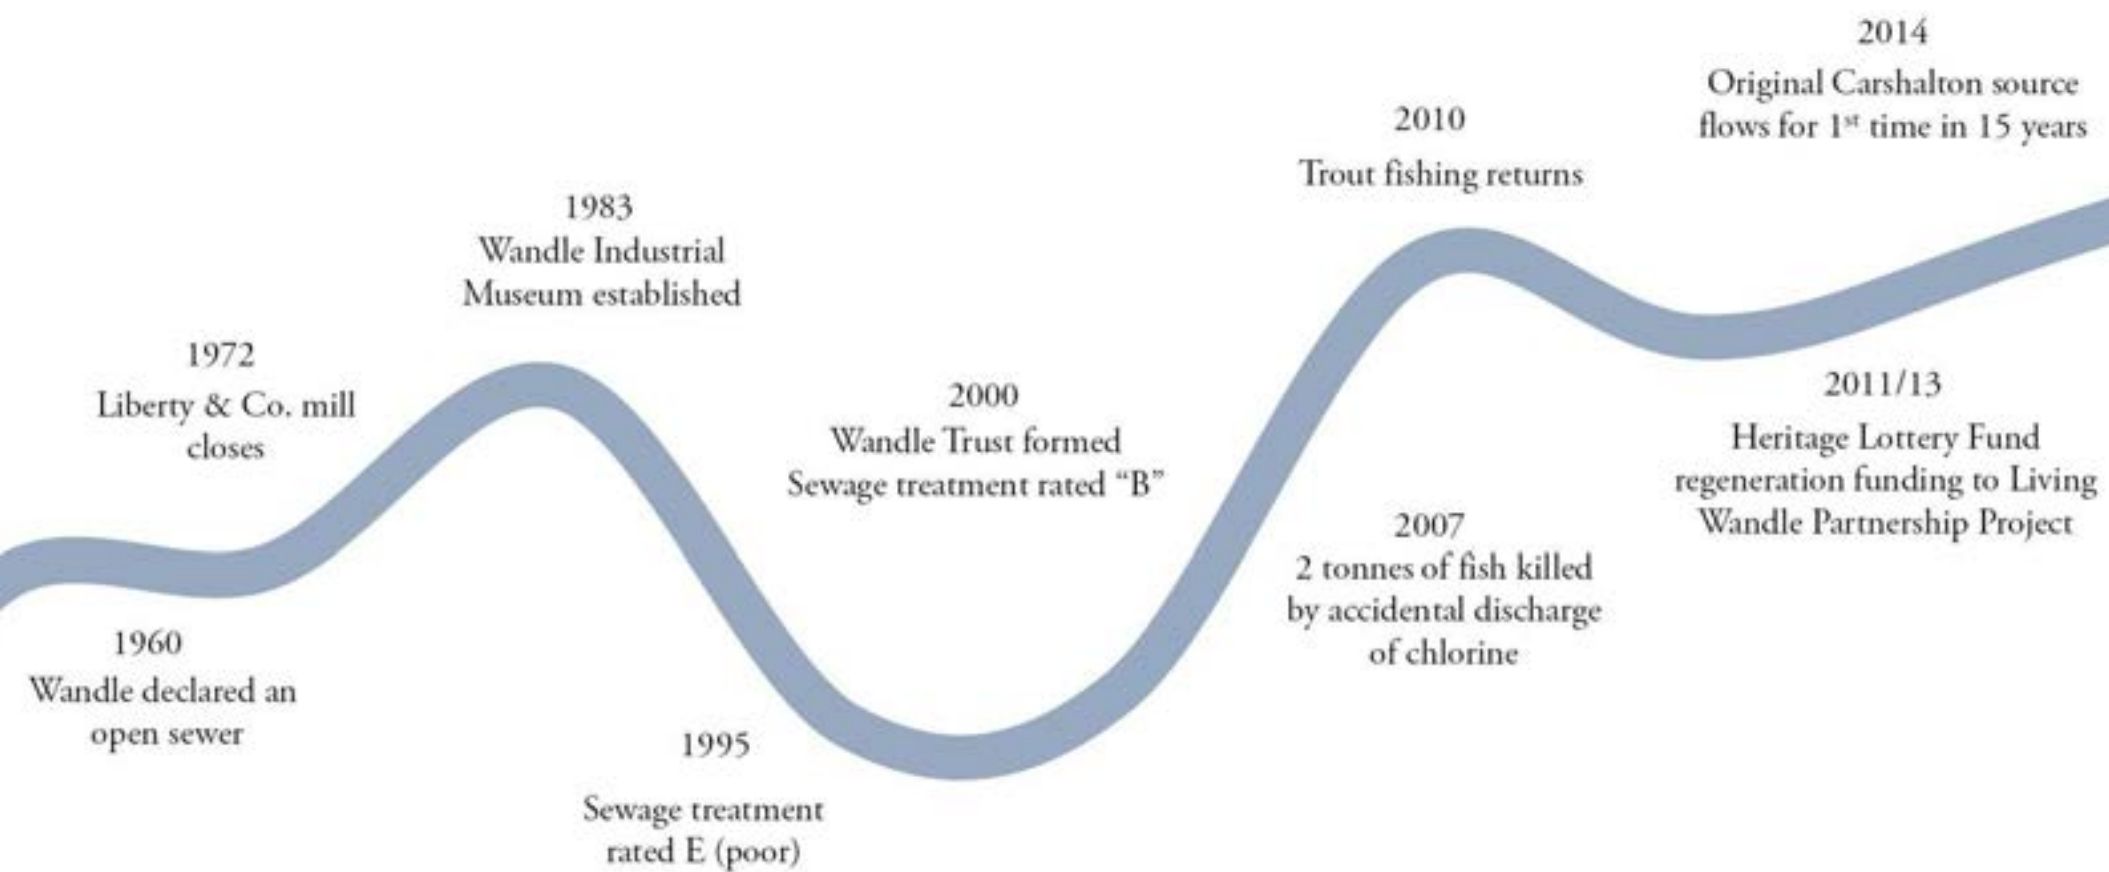 1960
Wandle declared an
open sewer
1972
Liberty & Co. mill
closes
1983
Wandle Industrial
Museum established
1995
Sewage treatment
rated E (poor)
2000
Wandle Trust formed
Sewage treatment rated “B”
2007
2 tonnes of fish killed
by accidental discharge
of chlorine
2010
Trout fishing returns
2011/13
Heritage Lottery Fund
regeneration funding to Living
Wandle Partnership Project
2014
Original Carshalton source
flows for 1st time in 15 years